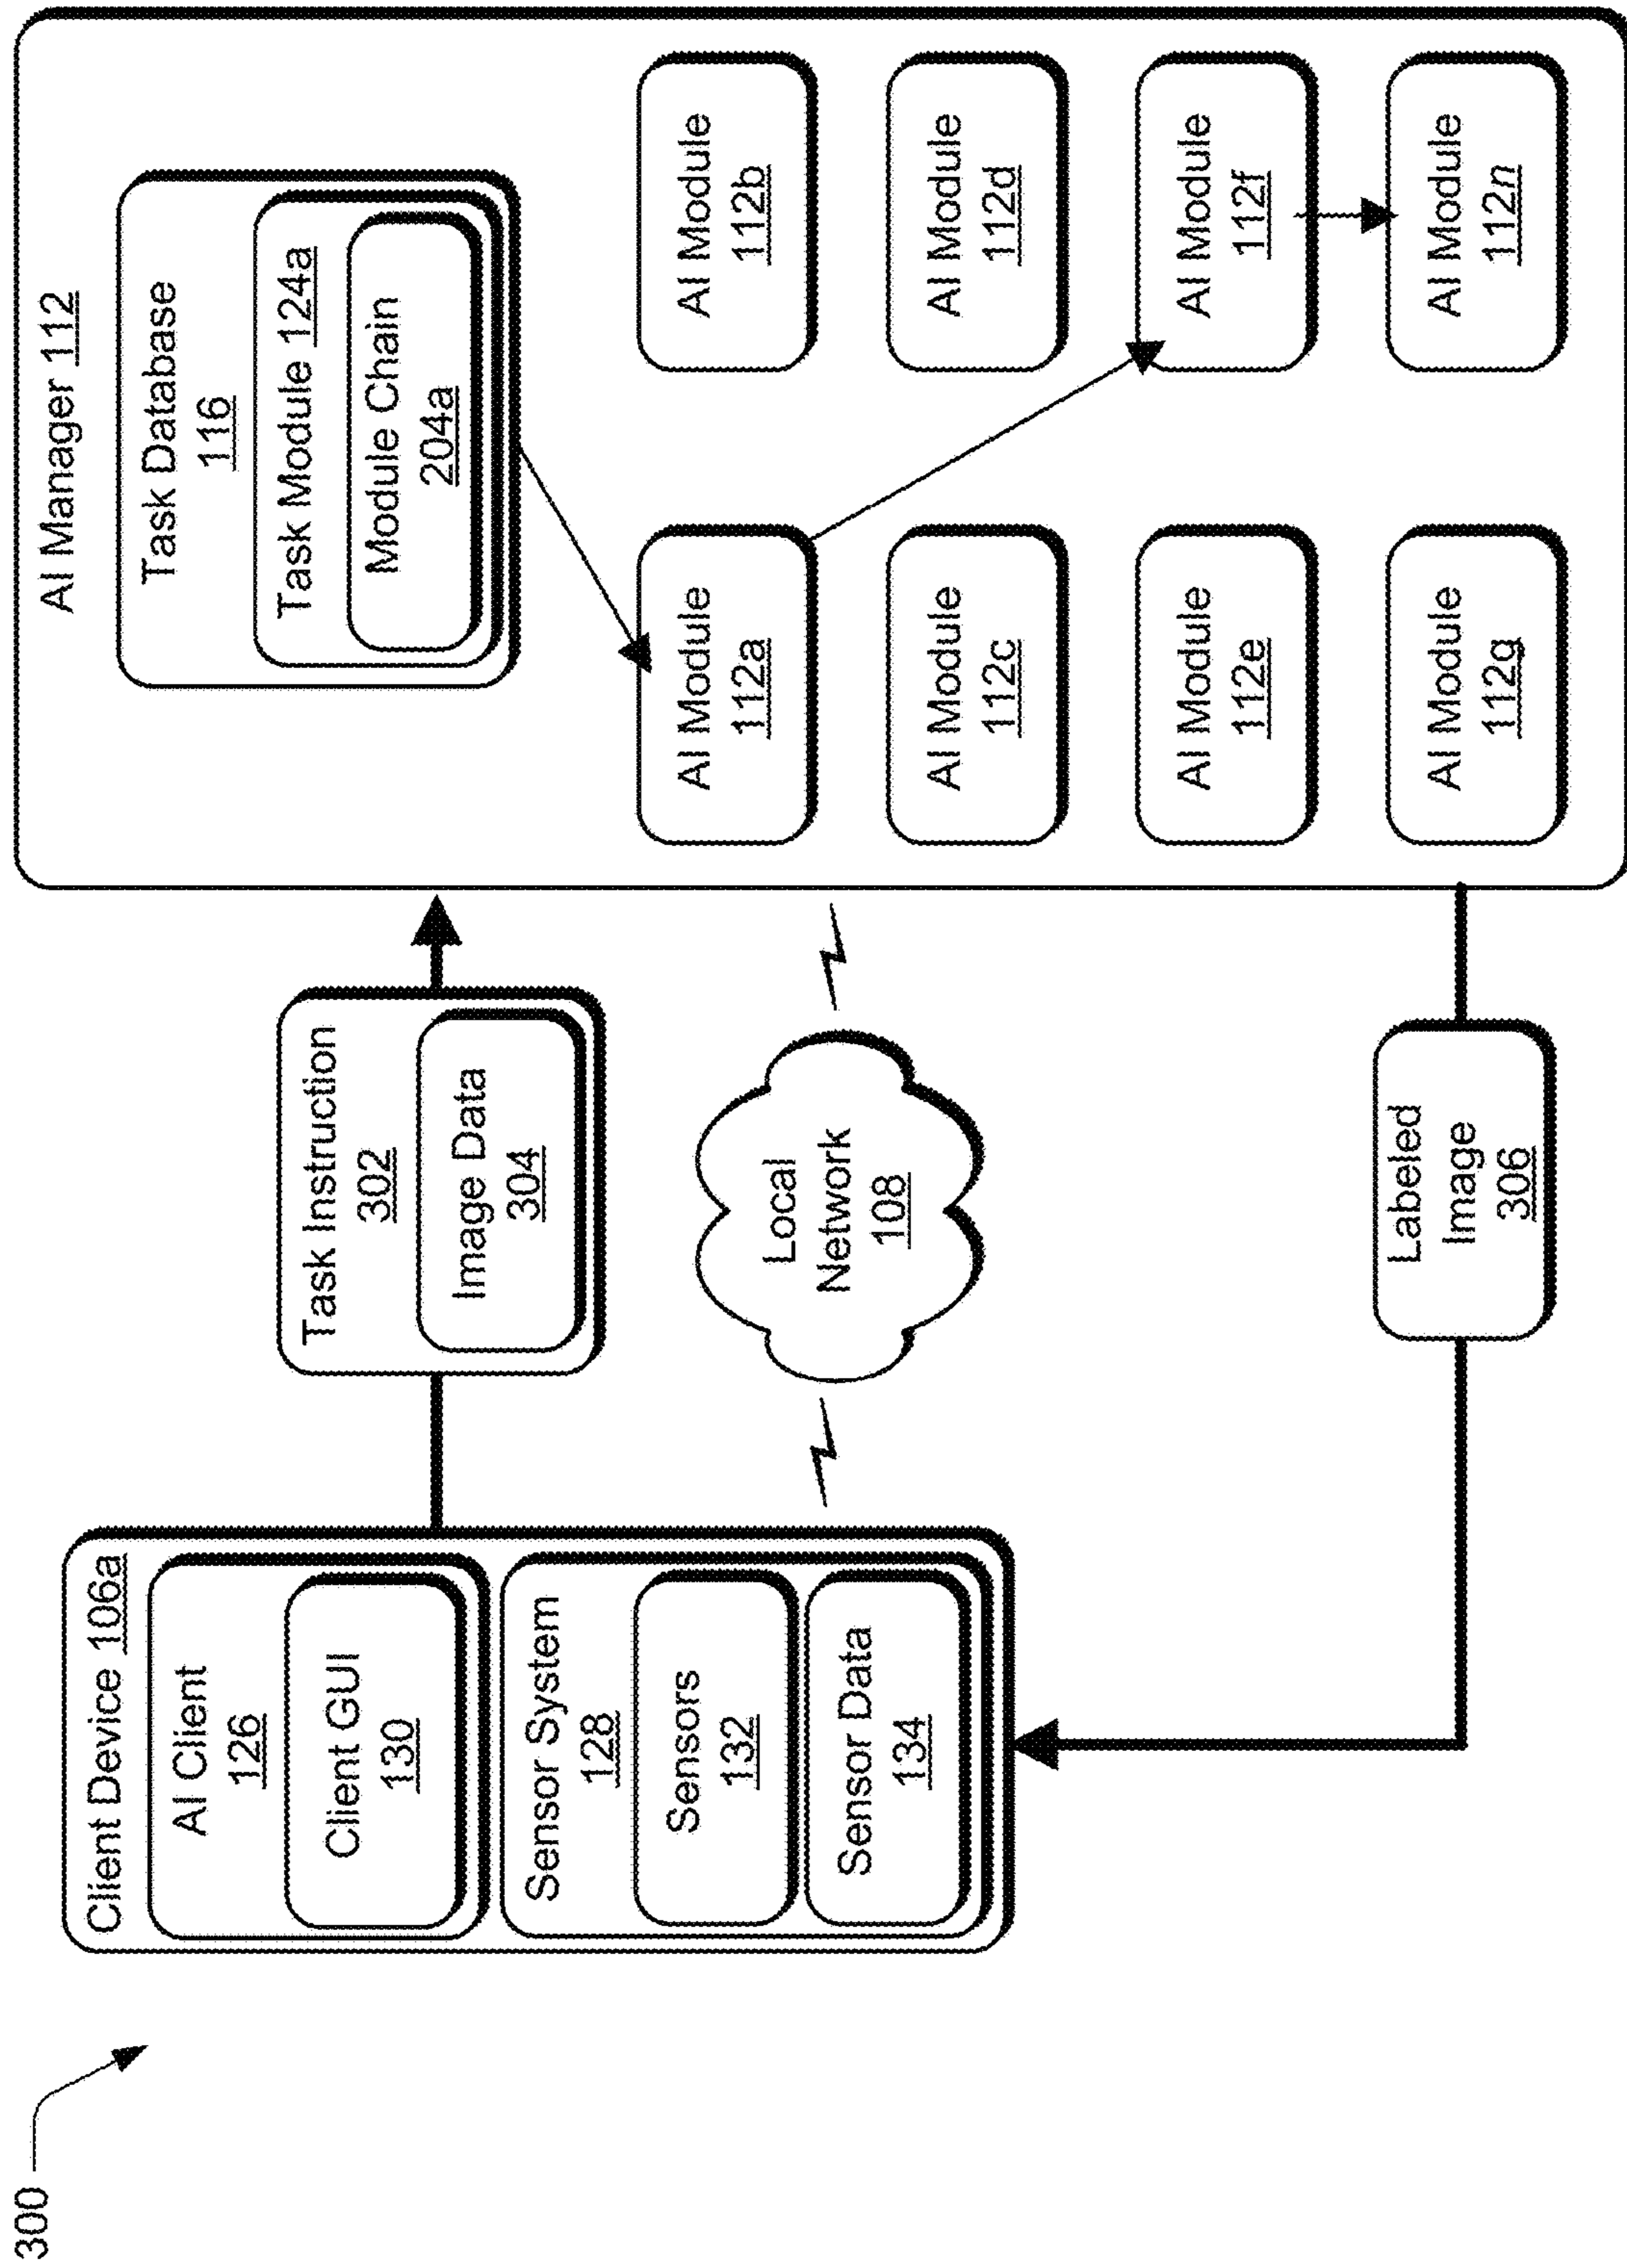 300
Client Device 106a
AI Client
126
Client GUI
130
Sensor System
128
Sensors
132
Sensor Data
134
Task Instruction
302
Image Data
304
Local
Network
108
Labeled
Image
306
AI Manager 112
Task Database
116
Task Module 124a
Module Chain
204a
AI Module
112a
AI Module
112b
AI Module
112c
AI Module
112d
AI Module
112e
AI Module
112f
AI Module
112g
AI Module
112n